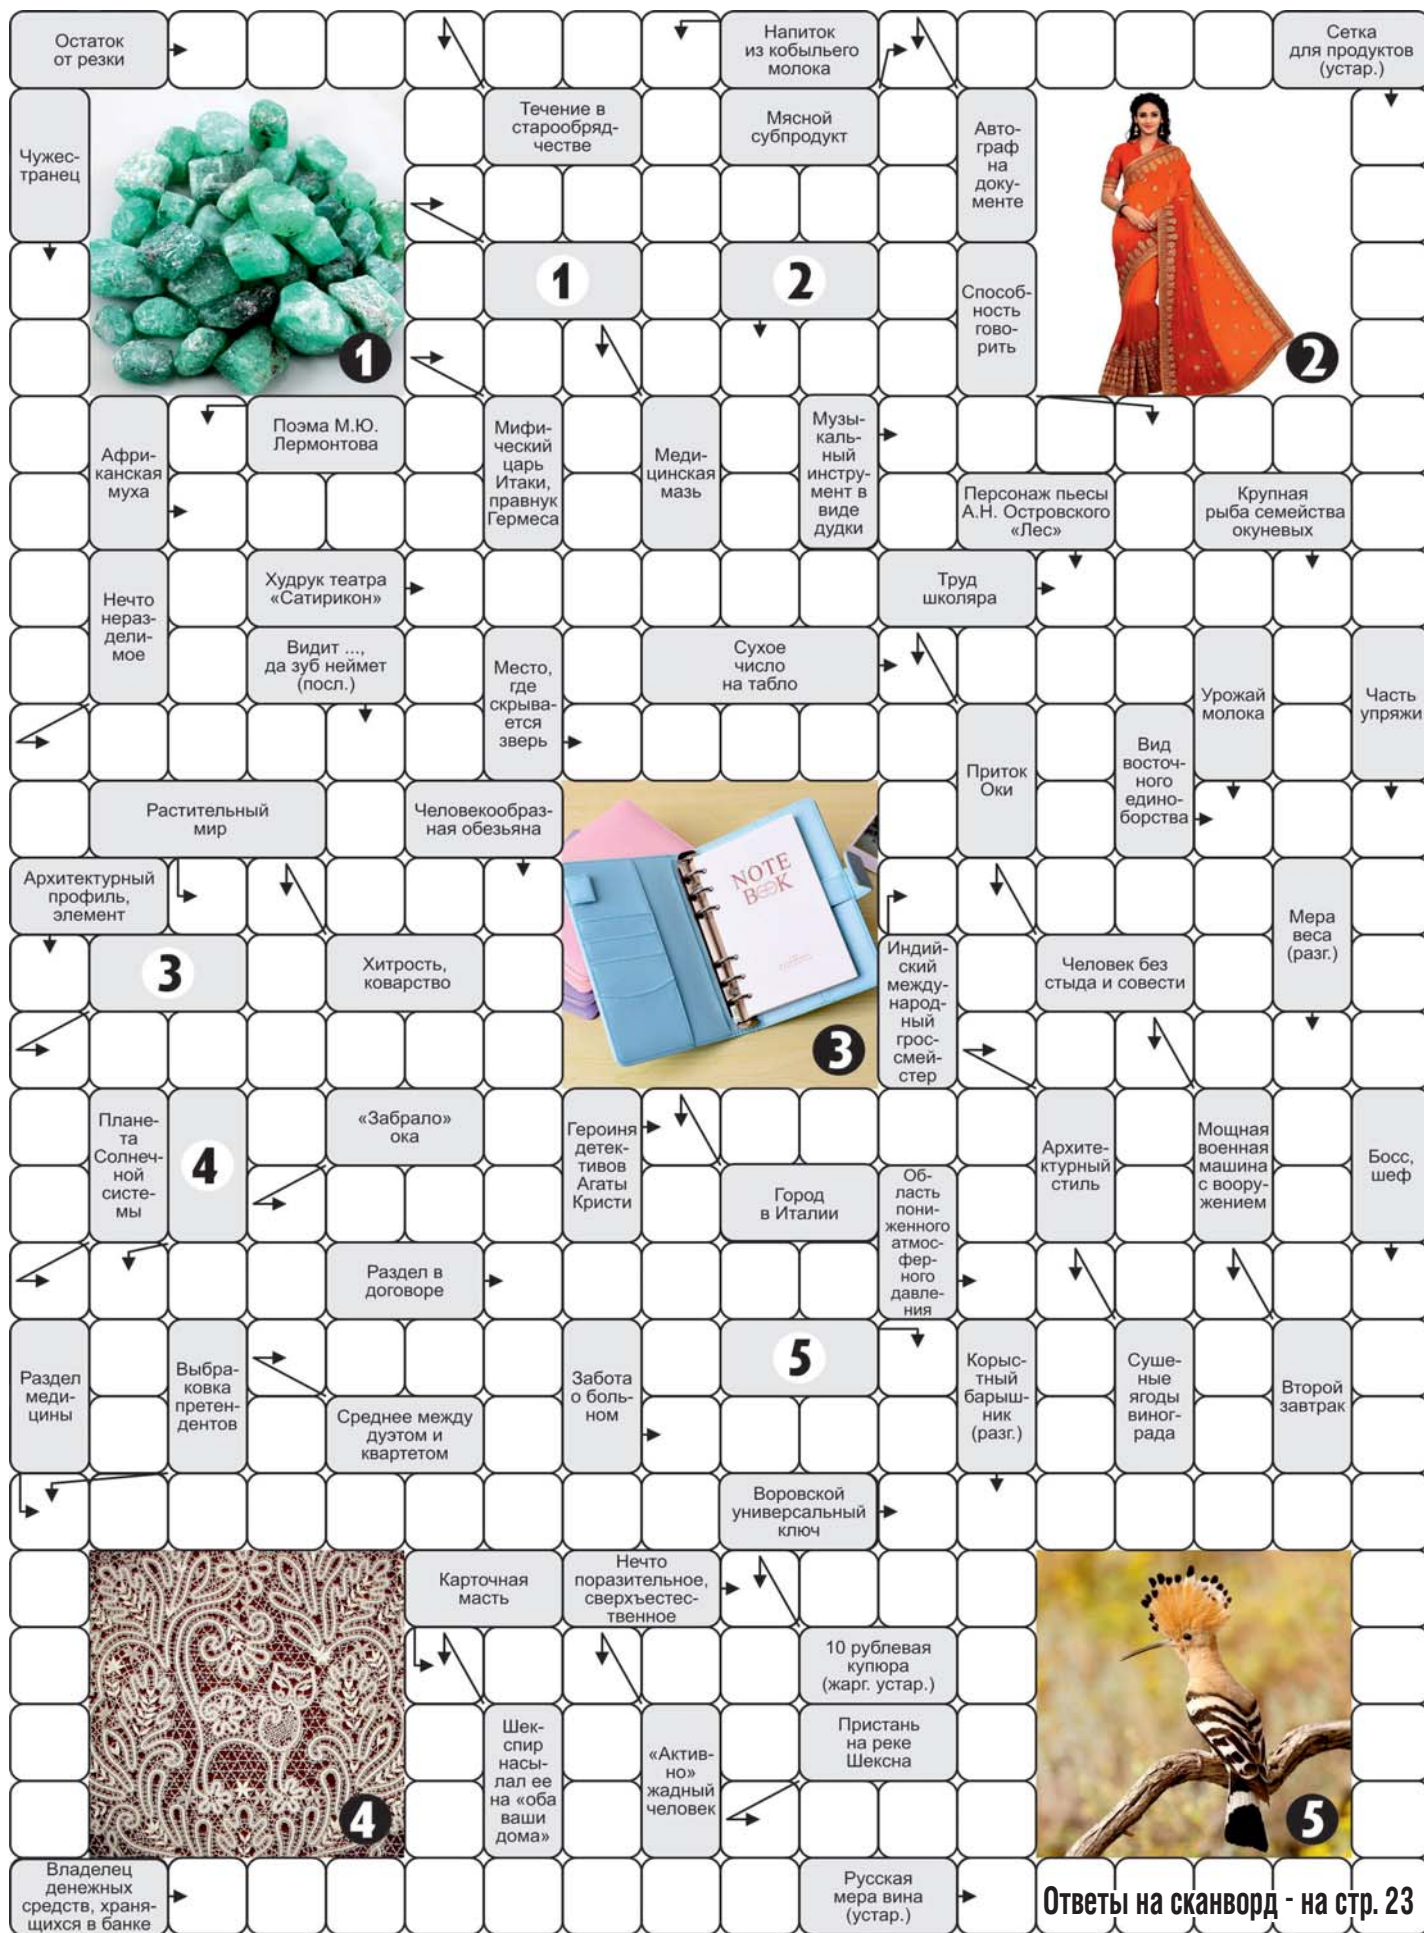 Остаток
от резки
Напиток
из кобыльего
молока
Сетка
для продуктов
(устар.)
Чужес-
транец
Течение в
старообряд-
честве
Мясной
субпродукт
Авто-
граф
на
доку-
менте
1
2
Способ-
ность
гово-
рить
1
2
Афри-
канская
муха
Поэма М.Ю.
Лермонтова
Мифи-
ческий
царь
Итаки,
правнук
Гермеса
Меди-
цинская
мазь
Музы-
каль-
ный
инстру-
мент в
виде
дудки
Персонаж пьесы
А.Н. Островского
«Лес»
Крупная
рыба семейства
окуневых
Нечто
нераз-
дели-
мое
Худрук театра
«Сатирикон»
Труд
школяра
Видит ...,
да зуб неймет
(посл.)
Место,
где
скрыва-
ется
зверь
Сухое
число
на табло
Урожай
молока
Часть
упряжи
Приток
Оки
Вид
восточ-
ного
едино-
борства
Растительный
мир
Человекообраз-
ная обезьяна
NOTE
BOOK
Архитектурный
профиль,
элемент
Мера
веса
(разг.)
3
Хитрость,
коварство
Индий-
ский
между-
народ-
ный
грос-
смей-
стер
Человек без
стыда и совести
3
Плане-
та
Солнеч-
ной
систе-
мы
4
«Забрало»
ока
Героиня
детек-
тивов
Агаты
Кристи
Город
в Италии
Об-
ласть
пони-
женного
атмос-
фер-
ного
давле-
ния
Архите-
ктурный
стиль
Мощная
военная
машина
с воору-
жением
Босс,
шеф
Раздел в
договоре
Раздел
меди-
цины
Выбра-
ковка
претен-
дентов
Среднее между
дуэтом и
квартетом
Забота
о боль-
ном
5
Корыс-
тный
барыш-
ник
(разг.)
Суше-
ные
ягоды
виног-
рада
Второй
завтрак
Воровской
универсальный
ключ
Карточная
масть
Нечто
поразительное,
сверхъестес-
твенное
10 рублевая
купюра
(жарг. устар.)
Шек-
спир
насы-
лал ее
на «оба
ваши
дома»
«Актив-
но»
жадный
человек
Пристань
на реке
Шексна
4
5
Владелец
денежных
средств, храня-
щихся в банке
Русская
мера вина
(устар.)
Ответы на сканворд - на стр. 23